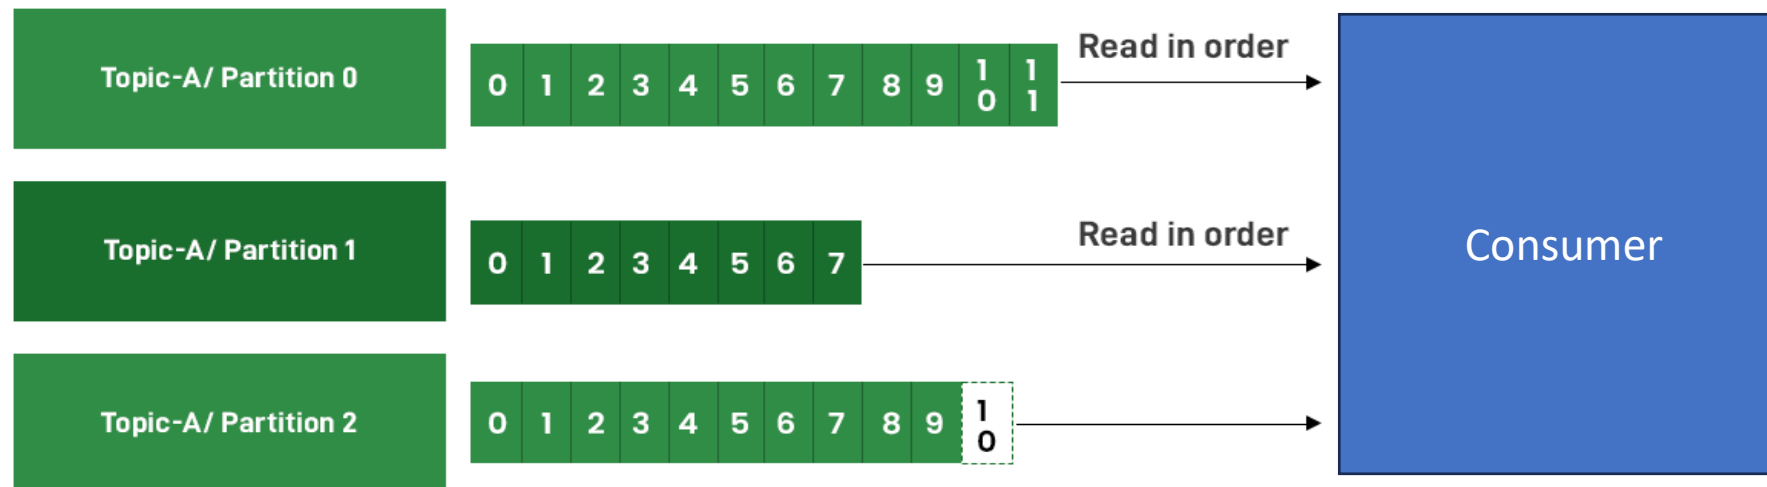 Topic-A/ Partition 0
0 1 2 3 4 5 6 7 8 9 10 11
Read in order
Topic-A/ Partition 1
0 1 2 3 4 5 6 7
Read in order
Consumer
Topic-A/ Partition 2
0 1 2 3 4 5 6 7 8 9 10